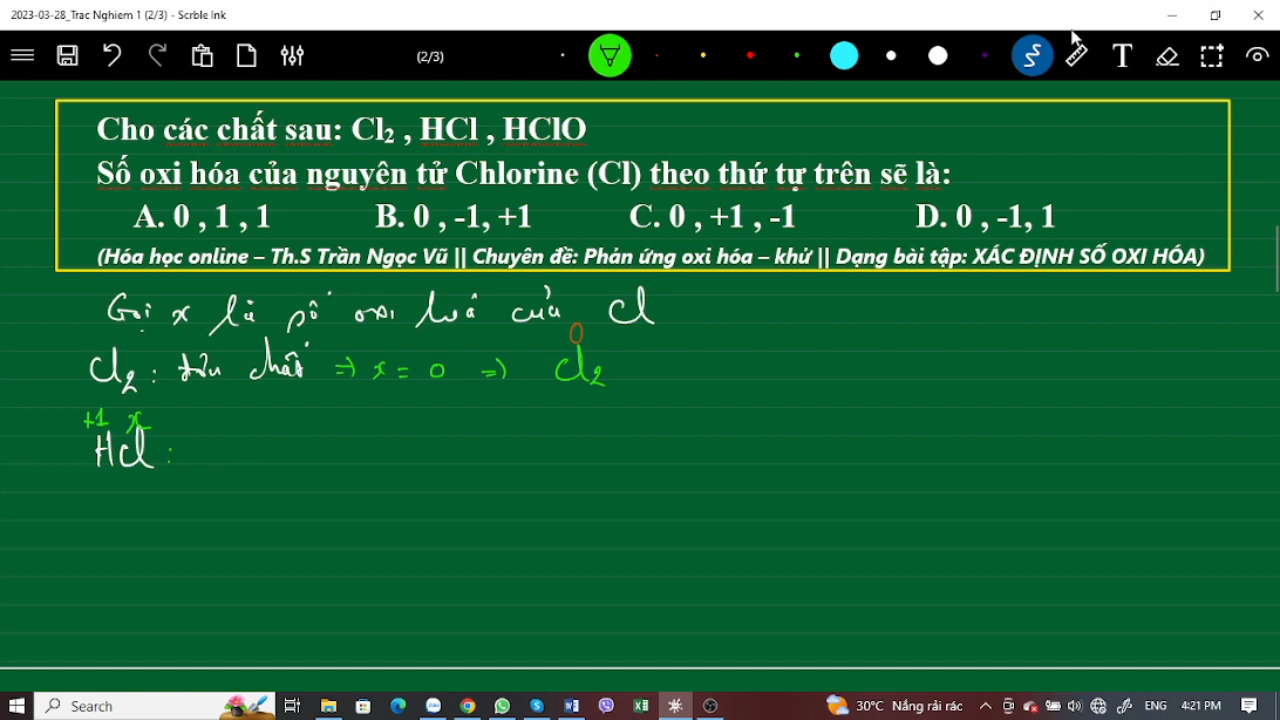 2023-03-28_Trac Nghiem 1 (2/3) - Scrble Ink
(2/3)
T
Cho các chất sau: Cl₂ , HCl , HClO
Số oxi hóa của nguyên tử Chlorine (Cl) theo thứ tự trên sẽ là:
A. 0 , 1 , 1 B. 0 , -1, +1 C. 0 , +1 , -1 D. 0 , -1, 1
(Hóa học online – Th.S Trần Ngọc Vũ || Chuyên đề: Phản ứng oxi hóa – khử || Dạng bài tập: XÁC ĐỊNH SỐ OXI HÓA)
Gọi x là số oxi hoá của Cl
0
Cl₂ : đơn chất => x = 0 => Cl₂
+1 x
HCl :
Search 30°C Nắng rải rác ENG 4:21 PM